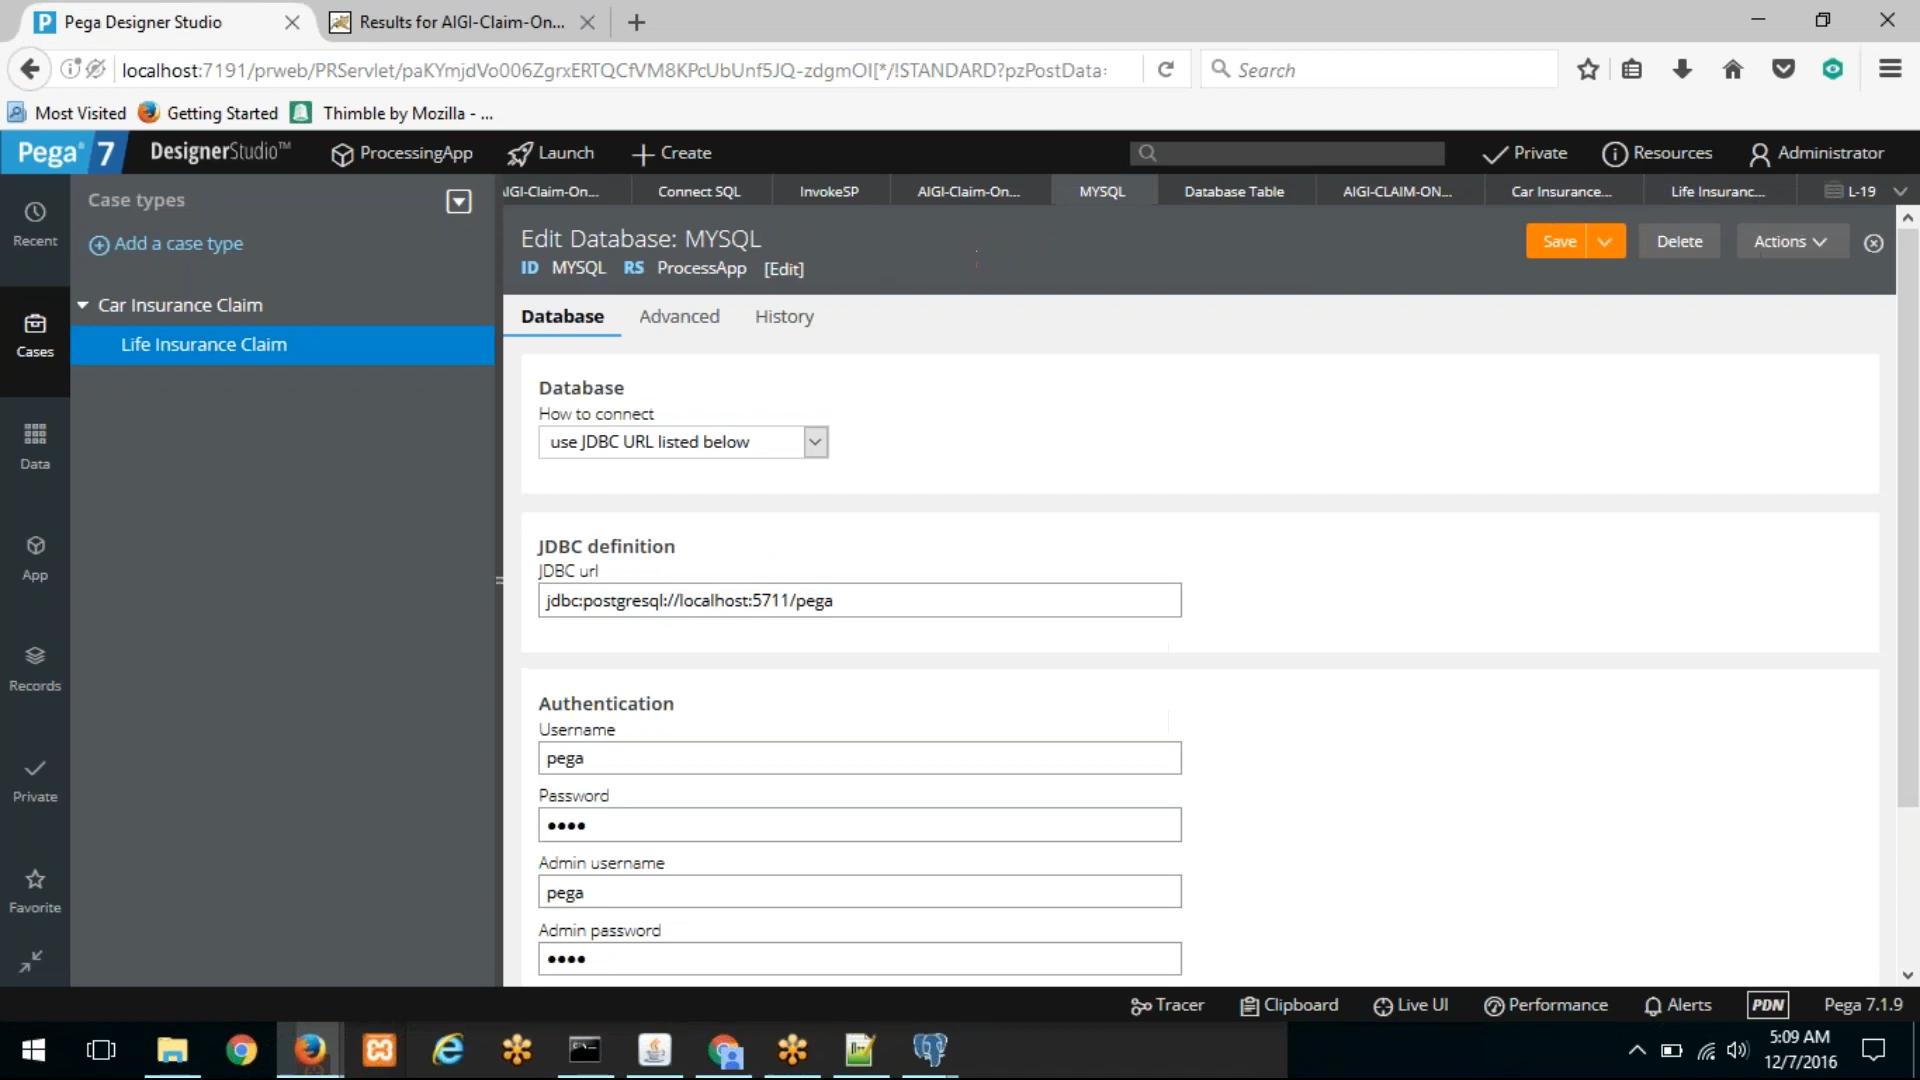 Pega Designer Studio
Results for AIGI-Claim-On...
localhost:7191/prweb/PRServlet/paKYmjdVo006ZgrxERTQCfVM8KPcUbUnf5JQ-zdgmOI[*/!STANDARD?pzPostData:
Search
Most Visited
Getting Started
Thimble by Mozilla - ...
Pega 7
DesignerStudio™
ProcessingApp
Launch
Create
Private
Resources
Administrator
Recent
Cases
Data
App
Records
Private
Favorite
Case types
Add a case type
Car Insurance Claim
Life Insurance Claim
AIGI-Claim-On...
Connect SQL
InvokeSP
AIGI-Claim-On...
MYSQL
Database Table
AIGI-CLAIM-ON...
Car Insurance...
Life Insuranc...
L-19
Edit Database: MYSQL
ID MYSQL RS ProcessApp [Edit]
Save
Delete
Actions
Database
Advanced
History
Database
How to connect
use JDBC URL listed below
JDBC definition
JDBC url
jdbc:postgresql://localhost:5711/pega
Authentication
Username
pega
Password
••••
Admin username
pega
Admin password
••••
Tracer
Clipboard
Live UI
Performance
Alerts
PDN
Pega 7.1.9
5:09 AM
12/7/2016